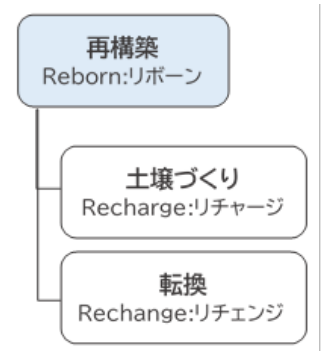 再構築
Reborn:リボーン
土壌づくり
Recharge:リチャージ
転換
Rechange:リチェンジ